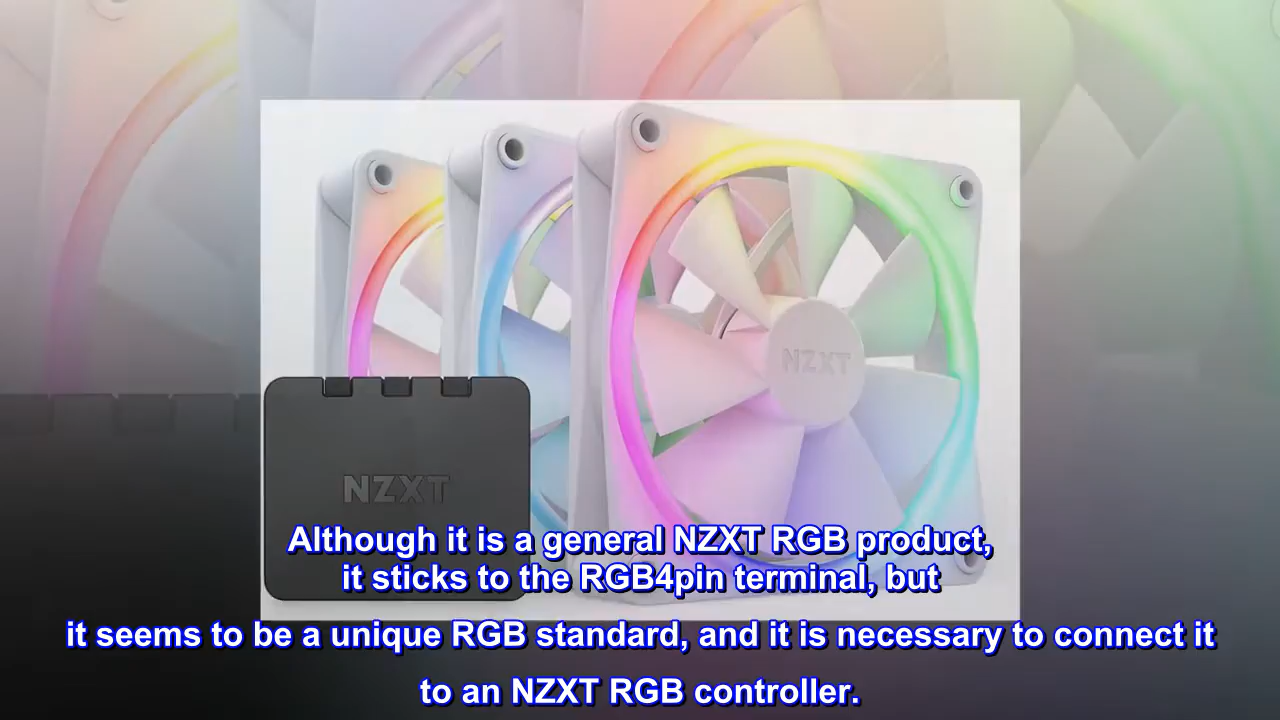 NZXT
NZXT
Although it is a general NZXT RGB product,
it sticks to the RGB4pin terminal, but
it seems to be a unique RGB standard, and it is necessary to connect it
to an NZXT RGB controller.